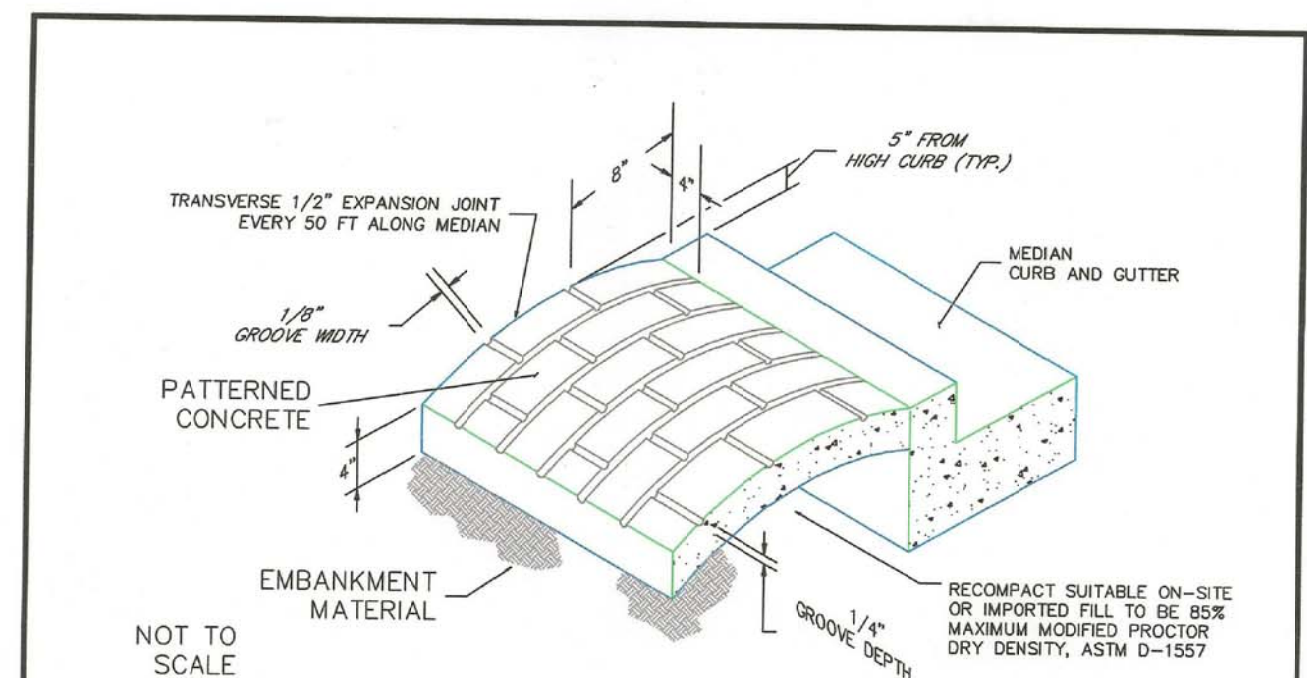 5" FROM
HIGH CURB (TYP.)
8"
4"
TRANSVERSE 1/2" EXPANSION JOINT
EVERY 50 FT ALONG MEDIAN
MEDIAN
CURB AND GUTTER
1/8"
GROOVE WIDTH
PATTERNED
CONCRETE
4"
EMBANKMENT
MATERIAL
1/4"
GROOVE DEPTH
RECOMPACT SUITABLE ON-SITE
OR IMPORTED FILL TO BE 85%
MAXIMUM MODIFIED PROCTOR
DRY DENSITY, ASTM D-1557
NOT TO
SCALE